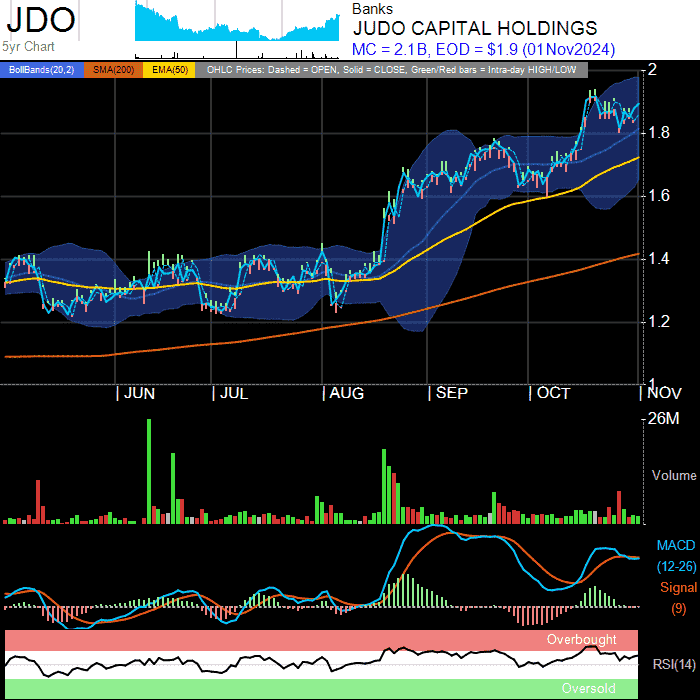 JDO
5yr Chart
Banks
JUDO CAPITAL HOLDINGS
MC = 2.1B, EOD = $1.9 (01Nov2024)
BollBands(20,2) SMA(200) EMA(50) OHLC Prices: Dashed = OPEN, Solid = CLOSE, Green/Red bars = Intra-day HIGH/LOW
2
1.8
1.6
1.4
1.2
1
JUN JUL AUG SEP OCT NOV
26M
Volume
MACD
(12-26)
Signal
(9)
Overbought
RSI(14)
Oversold